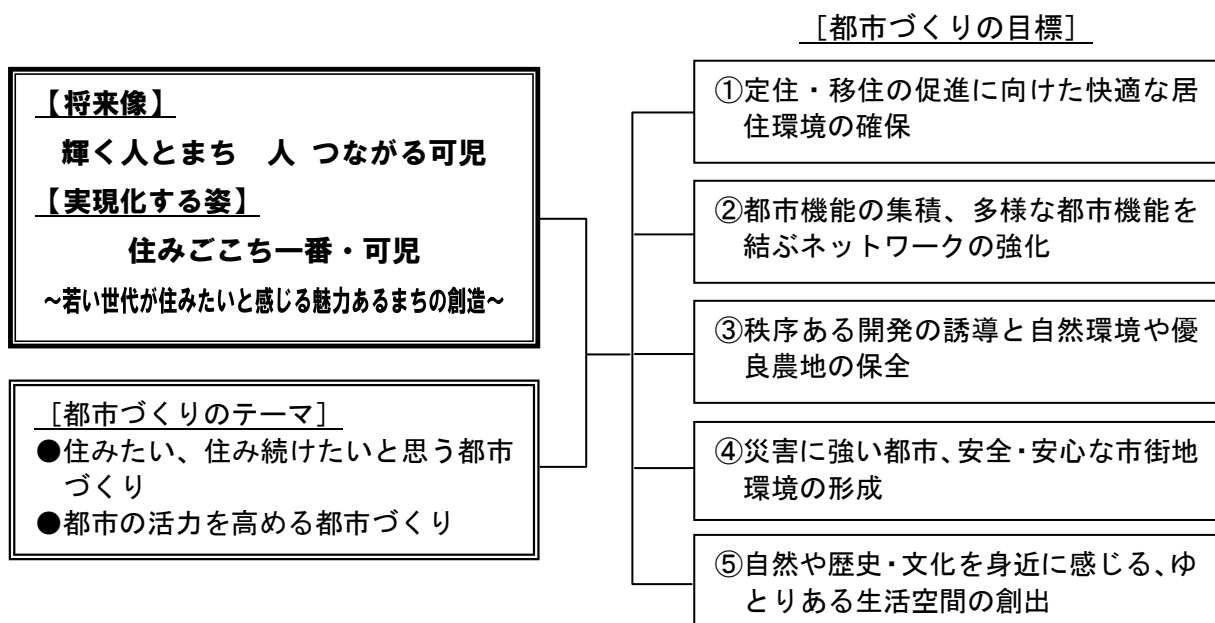 【将来像】
輝く人とまち　人 つながる可児
【実現化する姿】
住みごこち一番・可児
～若い世代が住みたいと感じる魅力あるまちの創造～
［都市づくりのテーマ］
●住みたい、住み続けたいと思う都市
づくり
●都市の活力を高める都市づくり
［都市づくりの目標］
①定住・移住の促進に向けた快適な居
住環境の確保
②都市機能の集積、多様な都市機能を
結ぶネットワークの強化
③秩序ある開発の誘導と自然環境や優
良農地の保全
④災害に強い都市、安全・安心な市街地
環境の形成
⑤自然や歴史・文化を身近に感じる、ゆ
とりある生活空間の創出